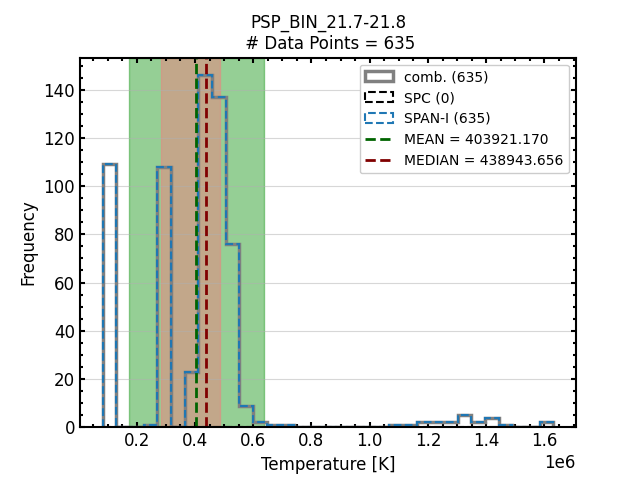 PSP_BIN_21.7-21.8
# Data Points = 635
comb. (635)
SPC (0)
SPAN-I (635)
MEAN = 403921.170
MEDIAN = 438943.656
Frequency
140
120
100
80
60
40
20
0
0.2 0.4 0.6 0.8 1.0 1.2 1.4 1.6
1e6
Temperature [K]